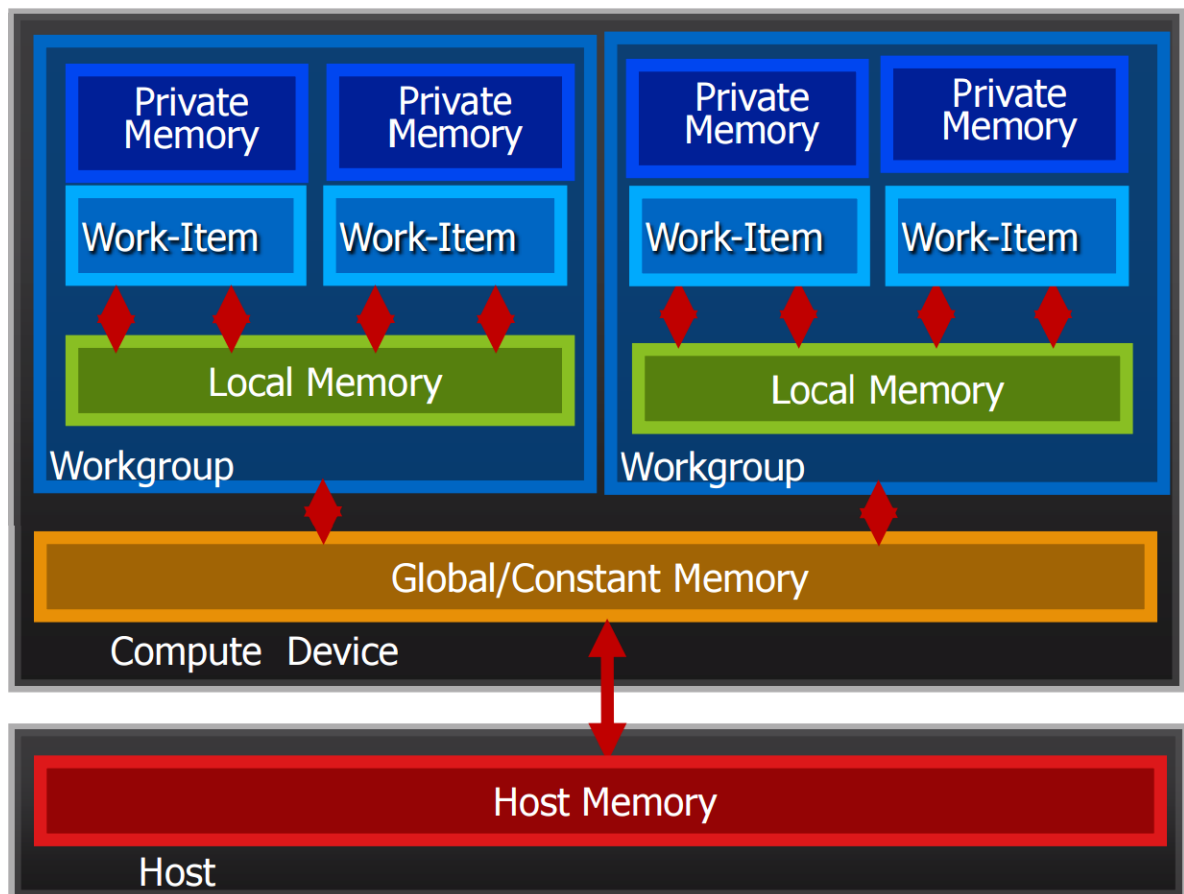 Private
Memory
Private
Memory
Private
Memory
Private
Memory
Work-Item
Work-Item
Work-Item
Work-Item
Local Memory
Local Memory
Workgroup
Workgroup
Global/Constant Memory
Compute Device
Host Memory
Host